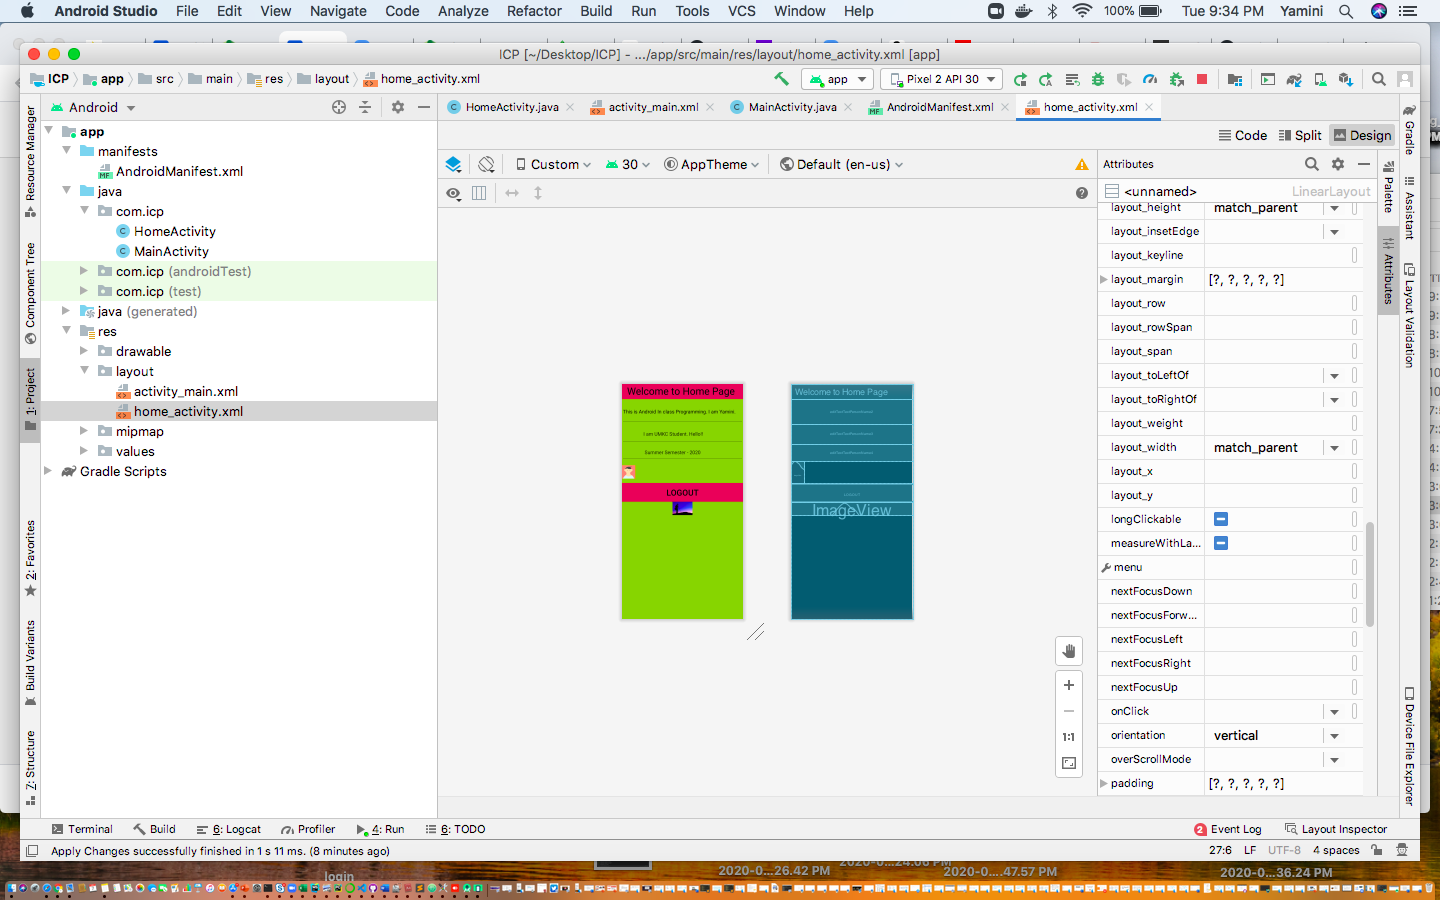 Android Studio File Edit View Navigate Code Analyze Refactor Build Run Tools VCS Window Help 100% Tue 9:34 PM Yamini
ICP [~/Desktop/ICP] - .../app/src/main/res/layout/home_activity.xml [app]
ICP app src main res layout home_activity.xml app Pixel 2 API 30
Android HomeActivity.java activity_main.xml MainActivity.java AndroidManifest.xml home_activity.xml
Code Split Design
Custom 30 AppTheme Default (en-us)
Resource Manager
Component Tree
1: Project
2: Favorites
Build Variants
7: Structure
app
manifests
AndroidManifest.xml
java
com.icp
HomeActivity
MainActivity
com.icp (androidTest)
com.icp (test)
java (generated)
res
drawable
layout
activity_main.xml
home_activity.xml
mipmap
values
Gradle Scripts
Welcome to Home Page
This is Android in class Programming. I am Yamini.
I am UMKC Student. Hello!!
Summer Semester - 2020
LOGOUT
Welcome to Home Page
ImageView
1:1
Attributes
<unnamed> LinearLayout
layout_height match_parent
layout_insetEdge
layout_keyline
layout_margin [?, ?, ?, ?, ?]
layout_row
layout_rowSpan
layout_span
layout_toLeftOf
layout_toRightOf
layout_weight
layout_width match_parent
layout_x
layout_y
longClickable
measureWithLa...
menu
nextFocusDown
nextFocusForw...
nextFocusLeft
nextFocusRight
nextFocusUp
onClick
orientation vertical
overScrollMode
padding [?, ?, ?, ?, ?]
Palette
Attributes
Gradle
Assistant
Layout Validation
Device File Explorer
Terminal Build 6: Logcat Profiler 4: Run 6: TODO 2 Event Log Layout Inspector
Apply Changes successfully finished in 1 s 11 ms. (8 minutes ago) 27:6 LF UTF-8 4 spaces
login
2020-0...26.42 PM
2020-0....47.57 PM
2020-0...36.24 PM